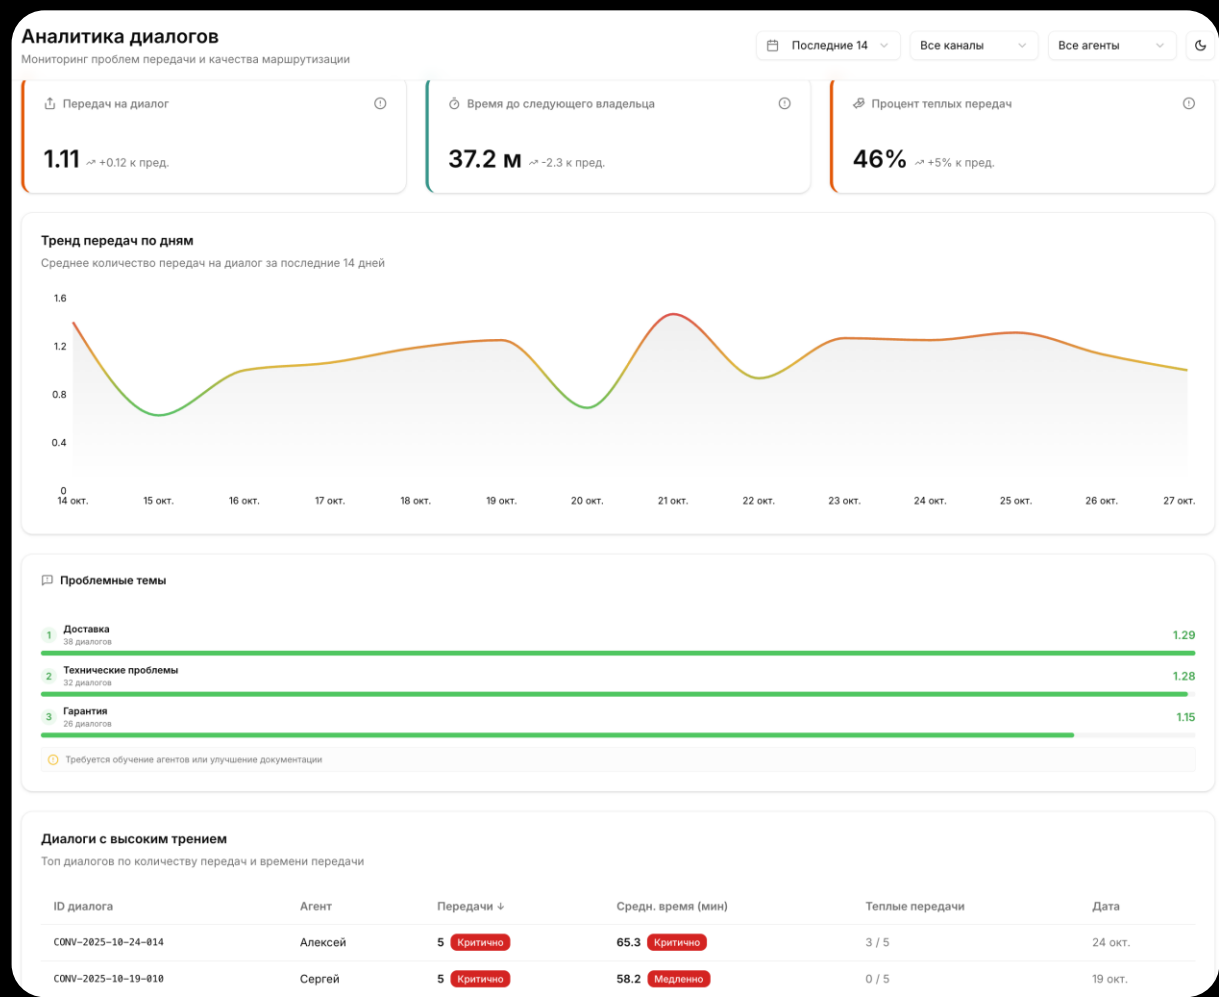 Аналитика диалогов
Мониторинг проблем передачи и качества маршрутизации
Последние 14
Все каналы
Все агенты
Передач на диалог
1.11 +0.12 к пред.
Время до следующего владельца
37.2 м -2.3 к пред.
Процент теплых передач
46% +5% к пред.
Тренд передач по дням
Среднее количество передач на диалог за последние 14 дней
1.6
1.2
0.8
0.4
0
14 окт. 15 окт. 16 окт. 17 окт. 18 окт. 19 окт. 20 окт. 21 окт. 22 окт. 23 окт. 24 окт. 25 окт. 26 окт. 27 окт.
Проблемные темы
1 Доставка 1.29
38 диалогов
2 Технические проблемы 1.28
32 диалогов
3 Гарантия 1.15
26 диалогов
Требуется обучение агентов или улучшение документации
Диалоги с высоким трением
Топ диалогов по количеству передач и времени передачи
ID диалога Агент Передачи ↓ Средн. время (мин) Теплые передачи Дата
CONV-2025-10-24-014 Алексей 5 Критично 65.3 Критично 3 / 5 24 окт.
CONV-2025-10-19-010 Сергей 5 Критично 58.2 Медленно 0 / 5 19 окт.